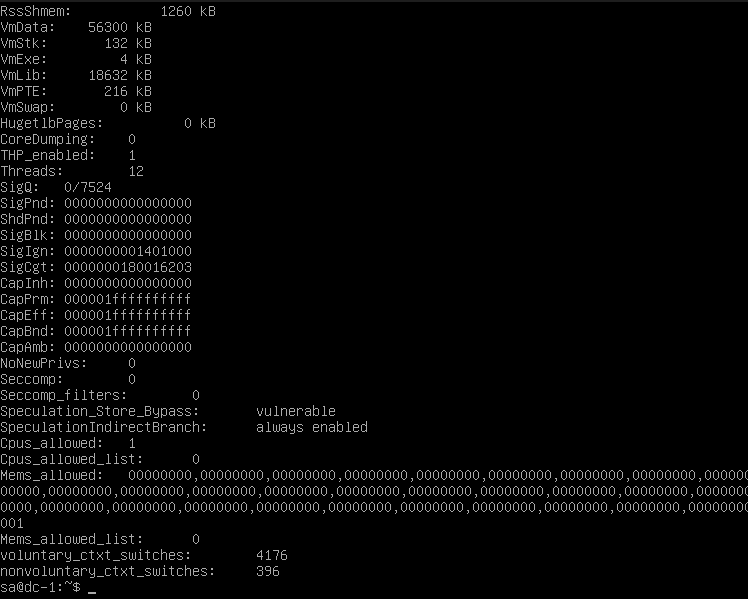 RssShmem:           1260 kB
VmData:    56300 kB
VmStk:       132 kB
VmExe:         4 kB
VmLib:     18632 kB
VmPTE:       216 kB
VmSwap:        0 kB
HugetlbPages:          0 kB
CoreDumping:    0
THP_enabled:    1
Threads:        12
SigQ:   0/7524
SigPnd: 0000000000000000
ShdPnd: 0000000000000000
SigBlk: 0000000000000000
SigIgn: 0000000001401000
SigCgt: 0000000180016203
CapInh: 0000000000000000
CapPrm: 000001ffffffffff
CapEff: 000001ffffffffff
CapBnd: 000001ffffffffff
CapAmb: 0000000000000000
NoNewPrivs:     0
Seccomp:        0
Seccomp_filters:        0
Speculation_Store_Bypass:       vulnerable
SpeculationIndirectBranch:      always enabled
Cpus_allowed:   1
Cpus_allowed_list:      0
Mems_allowed:   00000000,00000000,00000000,00000000,00000000,00000000,00000000,00000000,00000
00000,00000000,00000000,00000000,00000000,00000000,00000000,00000000,00000000,00000000,000
0000,00000000,00000000,00000000,00000000,00000000,00000000,00000000,00000000,00000000,00000
001
Mems_allowed_list:      0
voluntary_ctxt_switches:        4176
nonvoluntary_ctxt_switches:     396
sa@dc-1:~$ _